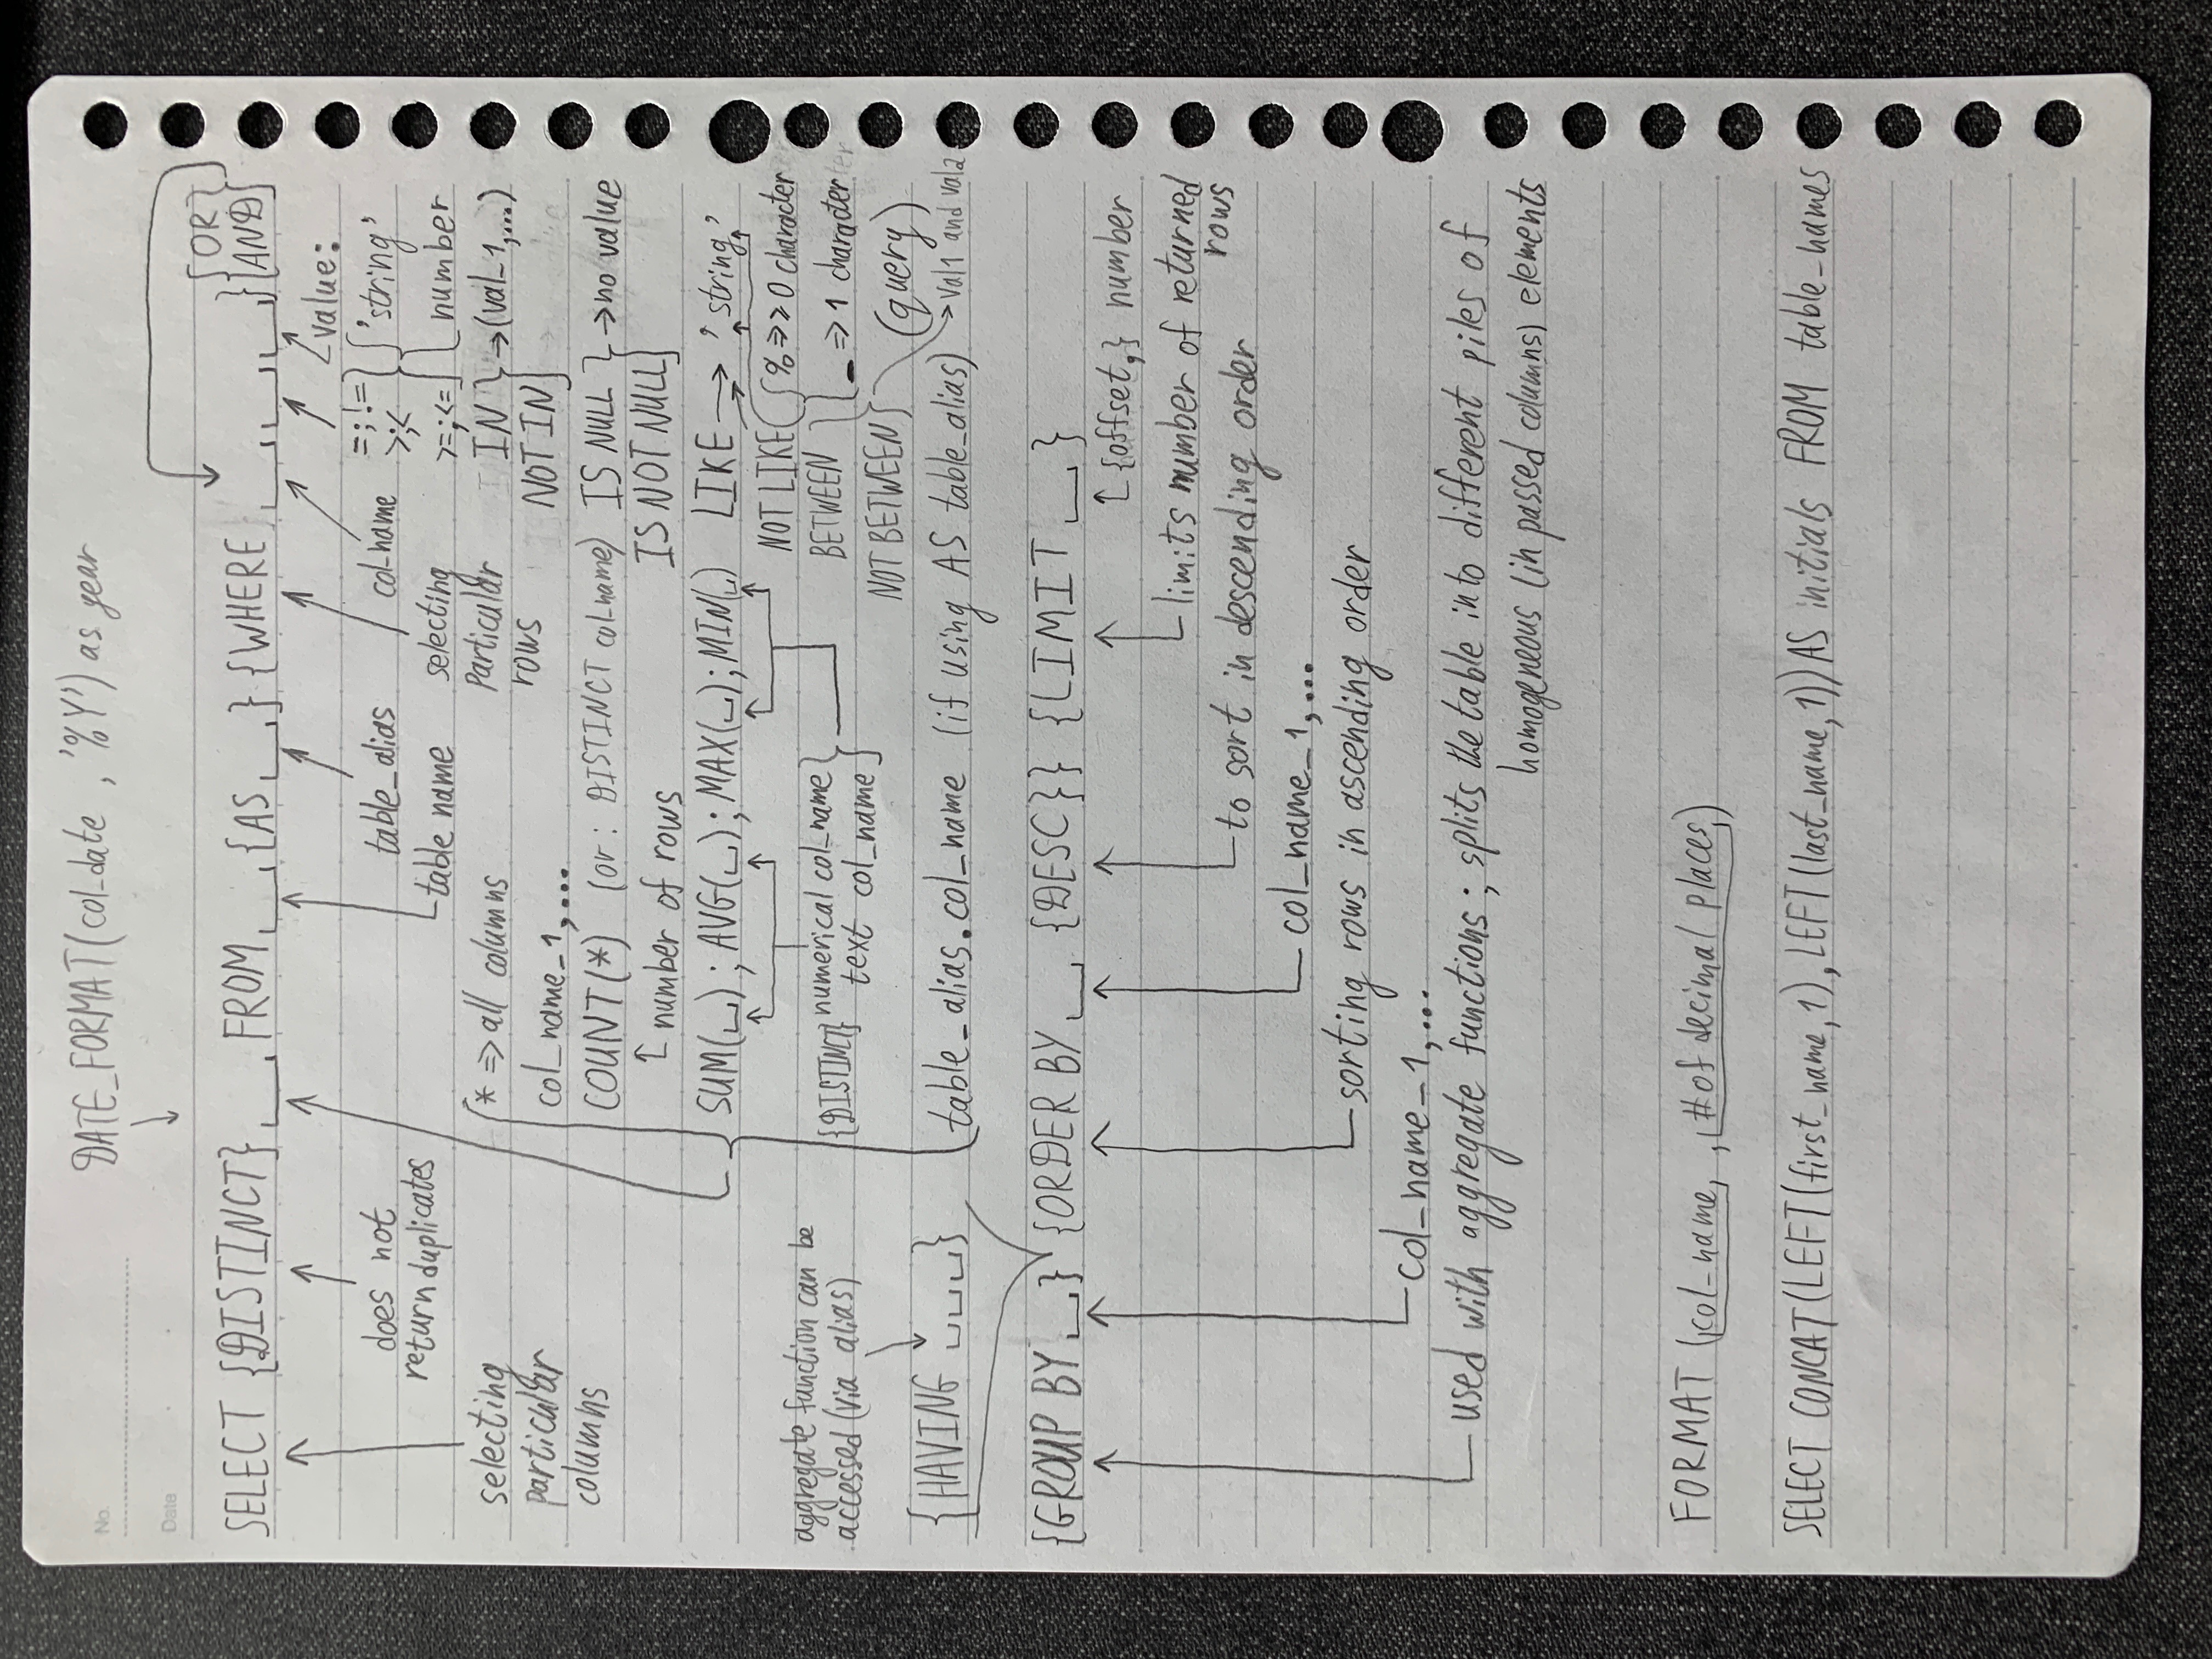 No.
DATE_FORMAT(col_date , '%Y') as year
Date
SELECT {DISTINCT} ⎵ FROM ⎵ {AS ⎵} {WHERE ⎵ ⎵ ⎵} {OR
AND}
does not
return duplicates
selecting
particular
columns
table_alias
table name
selecting
particular
rows
col_name
value:
=; !=
>; <
>=; <=
'string'
number
IN
NOT IN
→ (val_1,...)
IS NULL
IS NOT NULL
→ no value
LIKE → 'string'
NOT LIKE
% ⇒ ≥ 0 character
_ ⇒ 1 character
BETWEEN
NOT BETWEEN
(query)
→ val1 and val2
* ⇒ all columns
col_name_1,...
COUNT(*) (or: DISTINCT col_name)
number of rows
SUM(⎵); AVG(⎵); MAX(⎵); MIN(⎵)
{DISTINCT} numerical col_name
text col_name
table_alias.col_name (if using AS table_alias)
aggregate function can be
accessed (via alias)
{HAVING ⎵⎵⎵}
{GROUP BY ⎵} {ORDER BY ⎵ {DESC}} {LIMIT ⎵}
{offset,} number
limits number of returned
rows
to sort in descending order
col_name_1,...
sorting rows in ascending order
col_name_1,...
used with aggregate functions; splits the table into different piles of
homogeneous (in passed columns) elements
FORMAT (col_name, # of decimal places)
SELECT CONCAT(LEFT(first_name,1),LEFT(last_name,1)) AS initials FROM table_names